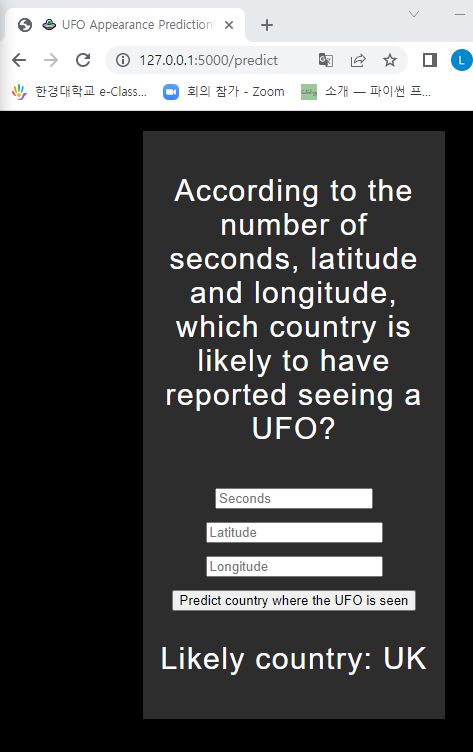 UFO Appearance Prediction!
127.0.0.1:5000/predict
L
한경대학교 e-Class...
회의 참가 - Zoom
소개 — 파이썬 프...
According to the
number of
seconds, latitude
and longitude,
which country is
likely to have
reported seeing a
UFO?
Seconds
Latitude
Longitude
Predict country where the UFO is seen
Likely country: UK